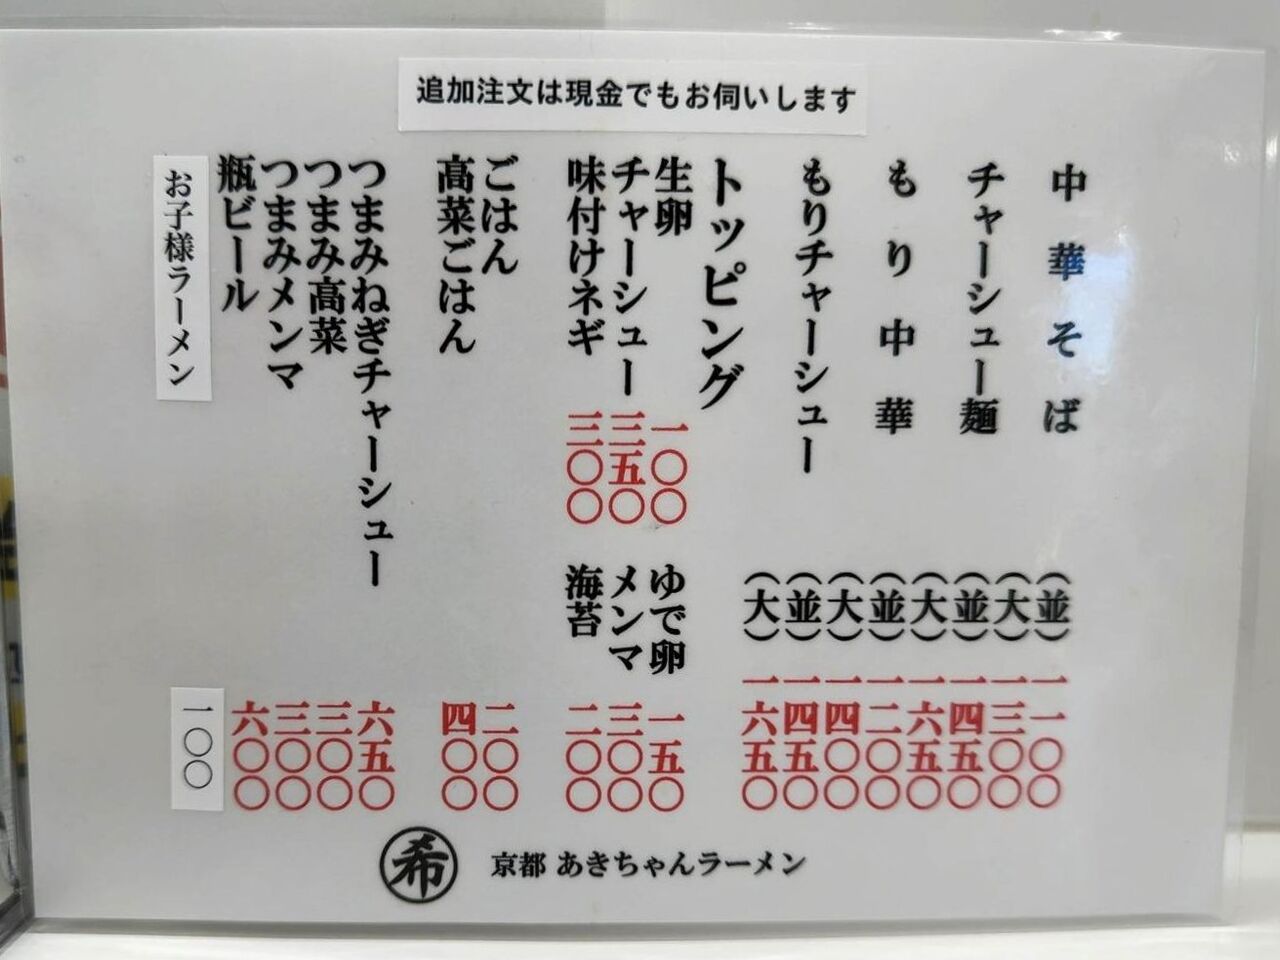 追加注文は現金でもお伺いします
中華そば (並) 一一〇〇
(大) 一三〇〇
チャーシュー麺 (並) 一四五〇
(大) 一六五〇
もり中華 (並) 一二〇〇
(大) 一四〇〇
もりチャーシュー (並) 一四五〇
(大) 一六五〇
トッピング
生卵 一〇〇 ゆで卵 一五〇
チャーシュー 三五〇 メンマ 三〇〇
味付けネギ 三〇〇 海苔 二〇〇
ごはん 二〇〇
高菜ごはん 四〇〇
つまみねぎチャーシュー 六五〇
つまみ高菜 三〇〇
つまみメンマ 三〇〇
瓶ビール 六〇〇
お子様ラーメン 一〇〇
希 京都 あきちゃんラーメン